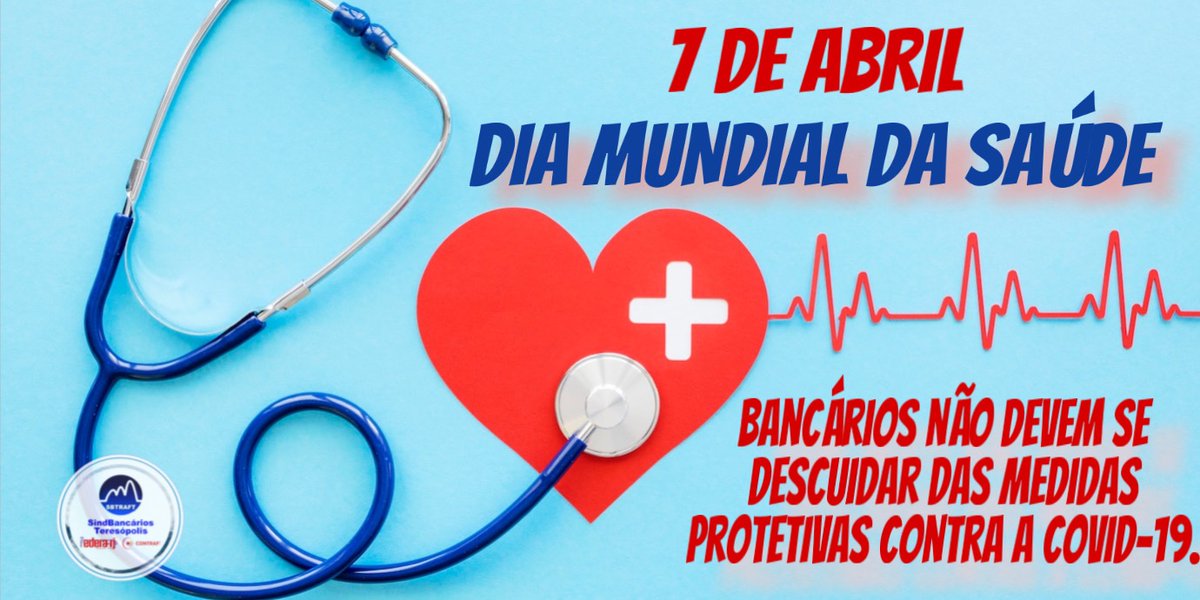 7 DE ABRIL
DIA MUNDIAL DA SAÚDE
BANCÁRIOS NÃO DEVEM SE
DESCUIDAR DAS MEDIDAS
PROTETIVAS CONTRA A COVID-19.
SBTRAFT
SindBancários
Teresópolis
CONTRAF